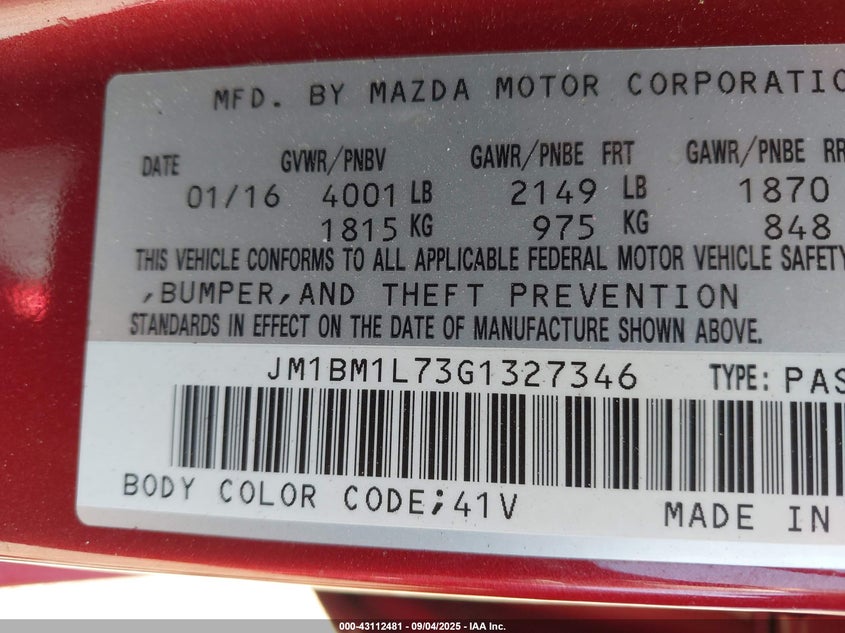 MFD. BY MAZDA MOTOR CORPORATIO
DATE GVWR/PNBV GAWR/PNBE FRT GAWR/PNBE RR
01/16 4001 LB 2149 LB 1870
1815 KG 975 KG 848
THIS VEHICLE CONFORMS TO ALL APPLICABLE FEDERAL MOTOR VEHICLE SAFETY
,BUMPER,AND THEFT PREVENTION
STANDARDS IN EFFECT ON THE DATE OF MANUFACTURE SHOWN ABOVE.
JM1BM1L73G1327346 TYPE: PAS
BODY COLOR CODE;41V MADE IN
000-43112481 - 09/04/2025 - IAA Inc.